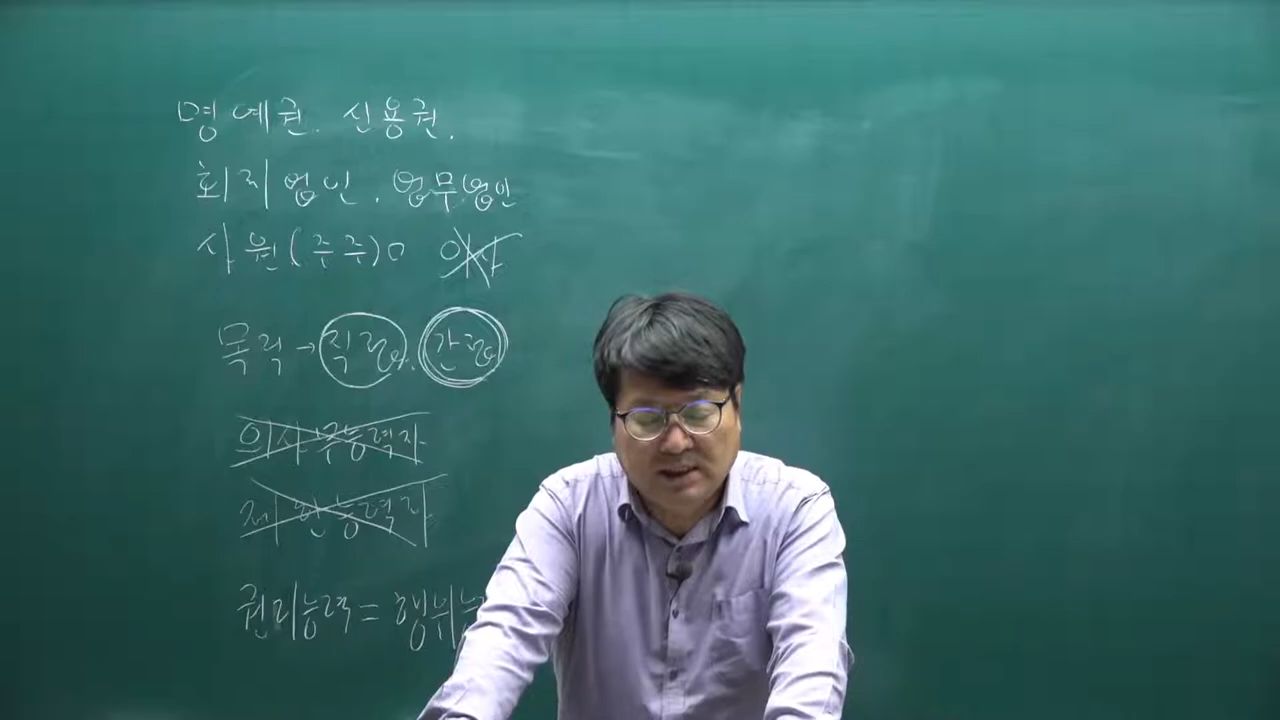 명예권. 신용권.
회사법인. 법무법인
사원(주주)ㅁ 이사
목적 → 직접. 간접
의사무능력자
제한능력자
권리능력 = 행위능